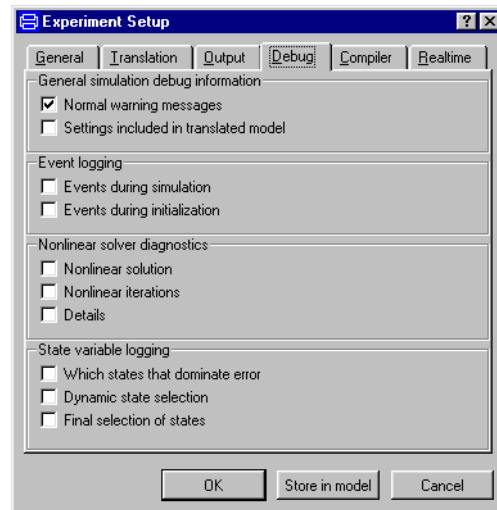 Experiment Setup ? ×
General Translation Output Debug Compiler Realtime
General simulation debug information
Normal warning messages
Settings included in translated model
Event logging
Events during simulation
Events during initialization
Nonlinear solver diagnostics
Nonlinear solution
Nonlinear iterations
Details
State variable logging
Which states that dominate error
Dynamic state selection
Final selection of states
OK Store in model Cancel